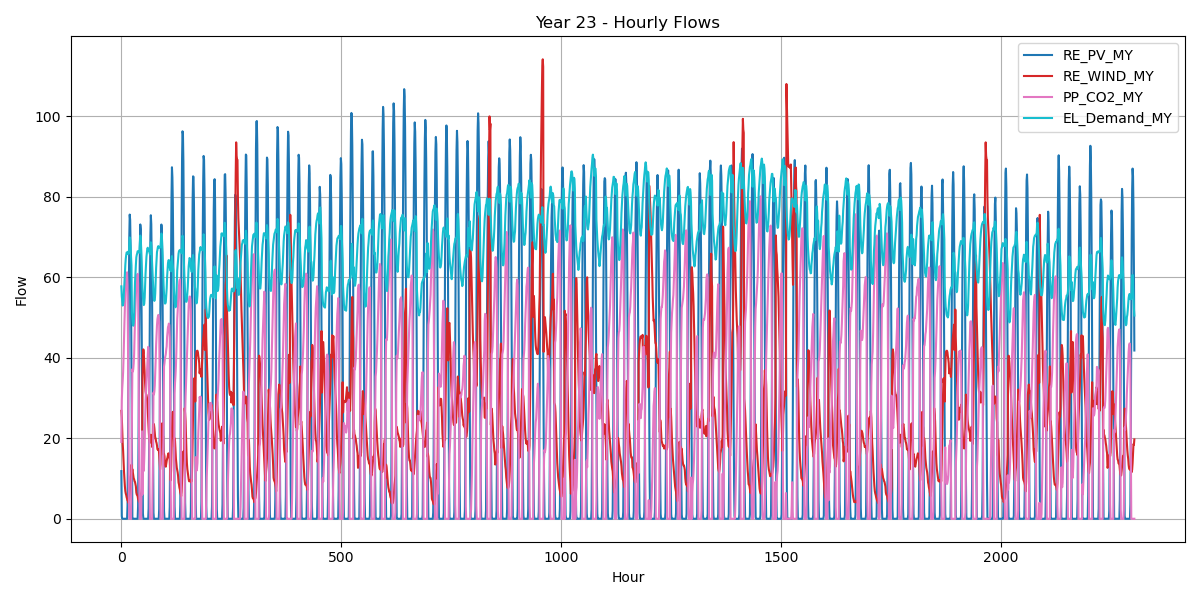 Year 23 - Hourly Flows
RE_PV_MY
RE_WIND_MY
PP_CO2_MY
EL_Demand_MY
Flow
100
80
60
40
20
0
0 500 1000 1500 2000
Hour